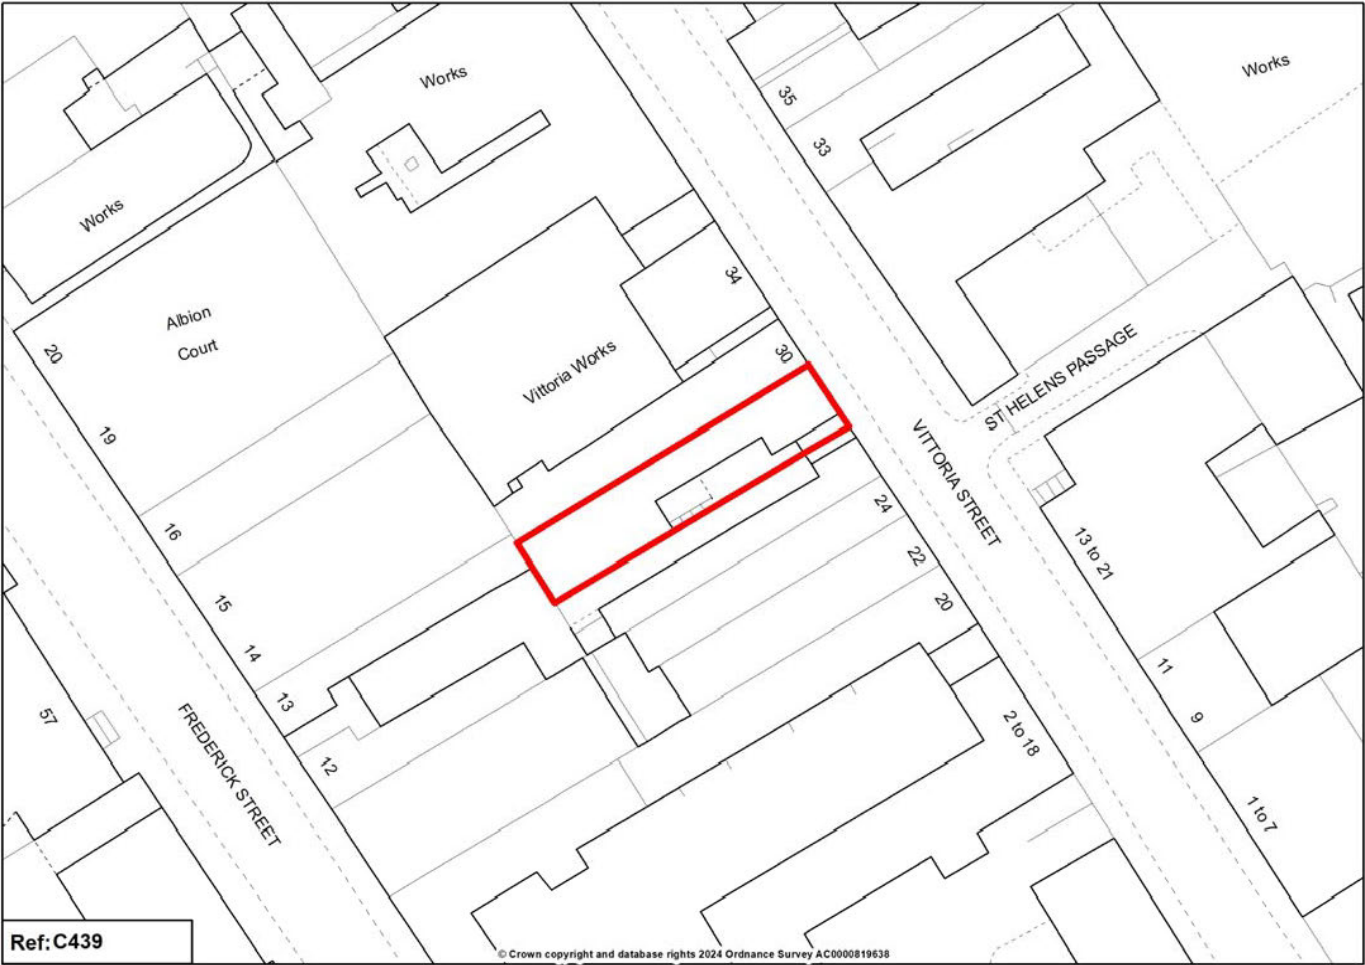 Works
Works
35
33
Works
34
Albion
Court
20
30
Vittoria Works
ST HELENS PASSAGE
19
VITTORIA STREET
16
24
13 to 21
22
15
20
14
11
13
57
9
FREDERICK STREET
2 to 18
12
1 to 7
Ref: C439
© Crown copyright and database rights 2024 Ordnance Survey AC0000819638